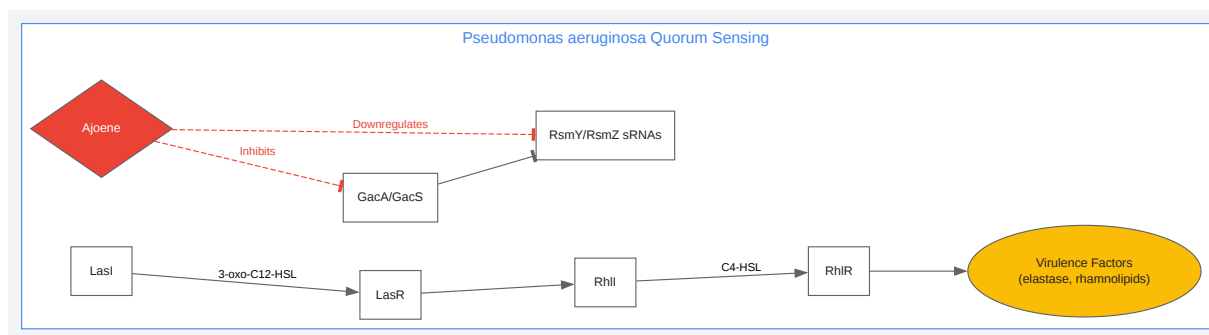 Pseudomonas aeruginosa Quorum Sensing
Ajoene
Downregulates
RsmY/RsmZ sRNAs
Inhibits
GacA/GacS
LasI
3-oxo-C12-HSL
LasR
RhlI
C4-HSL
RhlR
Virulence Factors
(elastase, rhamnolipids)